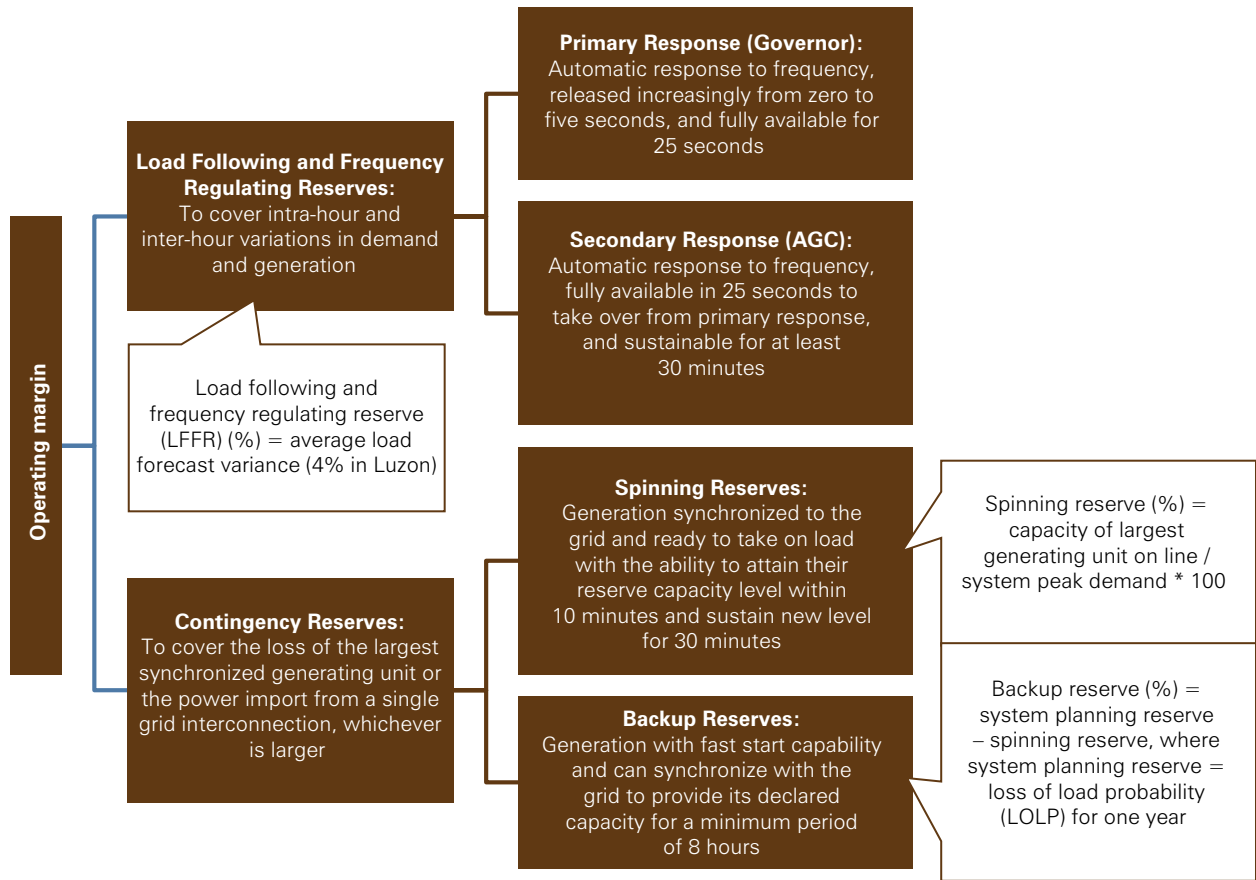 Operating margin
Load Following and Frequency
Regulating Reserves:
To cover intra-hour and
inter-hour variations in demand
and generation
Load following and
frequency regulating reserve
(LFFR) (%) = average load
forecast variance (4% in Luzon)
Primary Response (Governor):
Automatic response to frequency,
released increasingly from zero to
five seconds, and fully available for
25 seconds
Secondary Response (AGC):
Automatic response to frequency,
fully available in 25 seconds to
take over from primary response,
and sustainable for at least
30 minutes
Contingency Reserves:
To cover the loss of the largest
synchronized generating unit or
the power import from a single
grid interconnection, whichever
is larger
Spinning Reserves:
Generation synchronized to the
grid and ready to take on load
with the ability to attain their
reserve capacity level within
10 minutes and sustain new level
for 30 minutes
Spinning reserve (%) =
capacity of largest
generating unit on line /
system peak demand * 100
Backup Reserves:
Generation with fast start capability
and can synchronize with the
grid to provide its declared
capacity for a minimum period
of 8 hours
Backup reserve (%) =
system planning reserve
– spinning reserve, where
system planning reserve =
loss of load probability
(LOLP) for one year